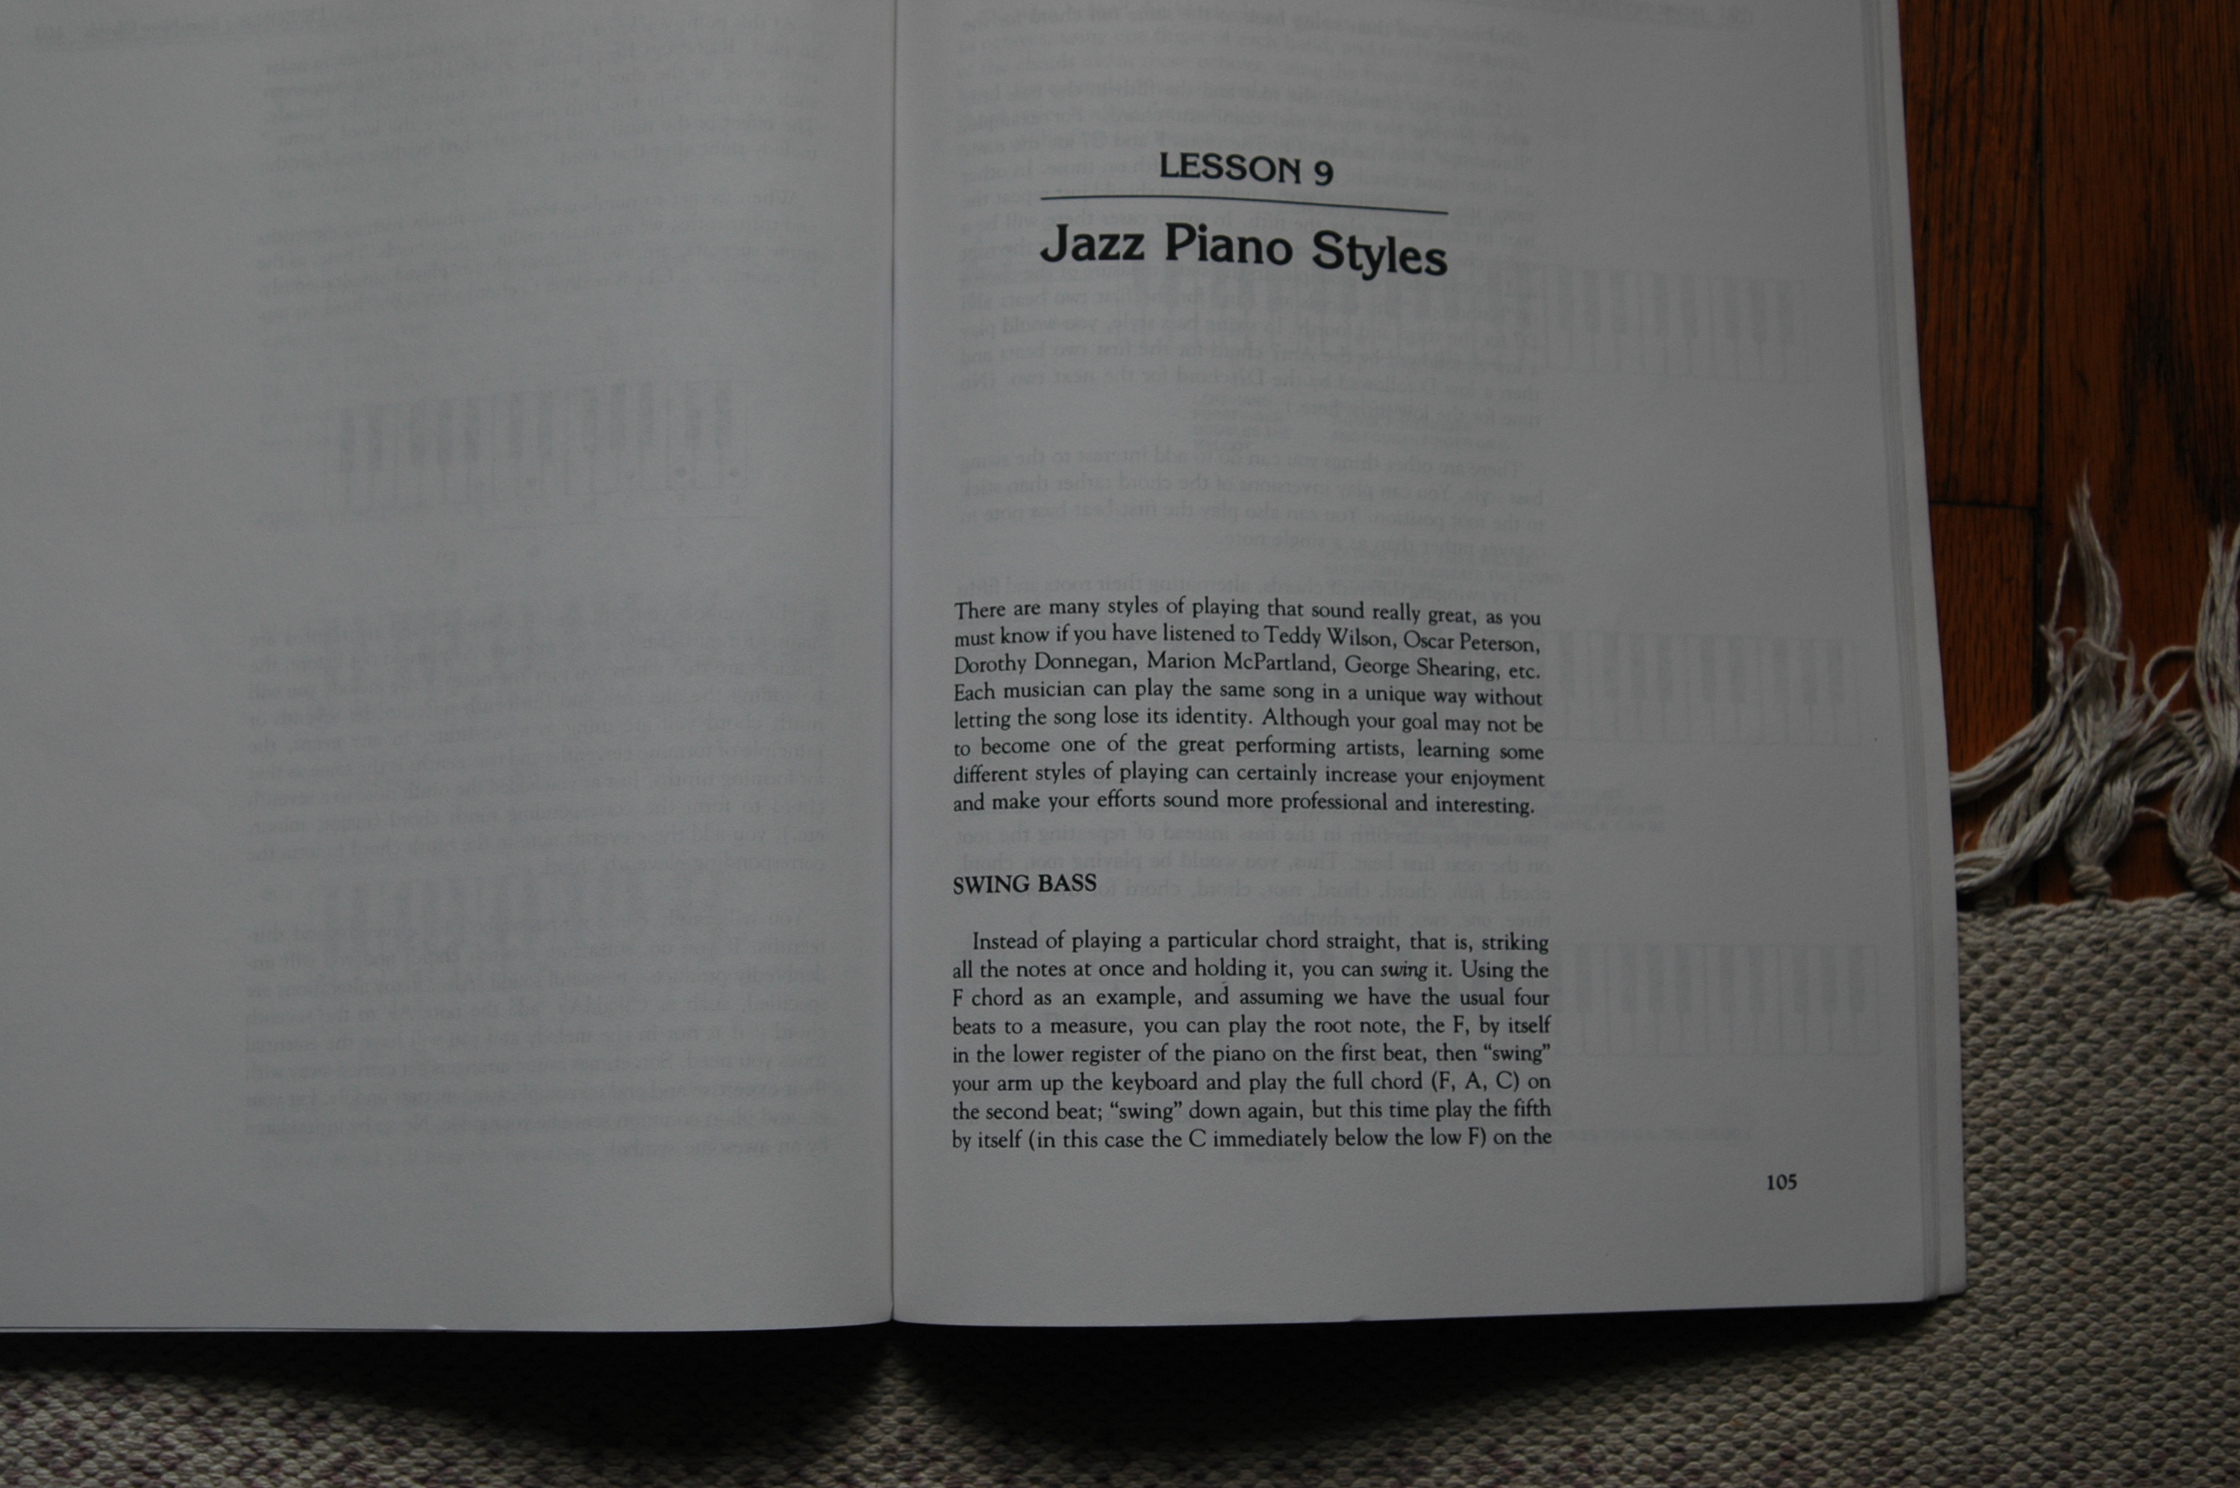 LESSON 9
Jazz Piano Styles
There are many styles of playing that sound really great, as you
must know if you have listened to Teddy Wilson, Oscar Peterson,
Dorothy Donnegan, Marion McPartland, George Shearing, etc.
Each musician can play the same song in a unique way without
letting the song lose its identity. Although your goal may not be
to become one of the great performing artists, learning some
different styles of playing can certainly increase your enjoyment
and make your efforts sound more professional and interesting.
SWING BASS
Instead of playing a particular chord straight, that is, striking
all the notes at once and holding it, you can swing it. Using the
F chord as an example, and assuming we have the usual four
beats to a measure, you can play the root note, the F, by itself
in the lower register of the piano on the first beat, then “swing”
your arm up the keyboard and play the full chord (F, A, C) on
the second beat; “swing” down again, but this time play the fifth
by itself (in this case the C immediately below the low F) on the
105